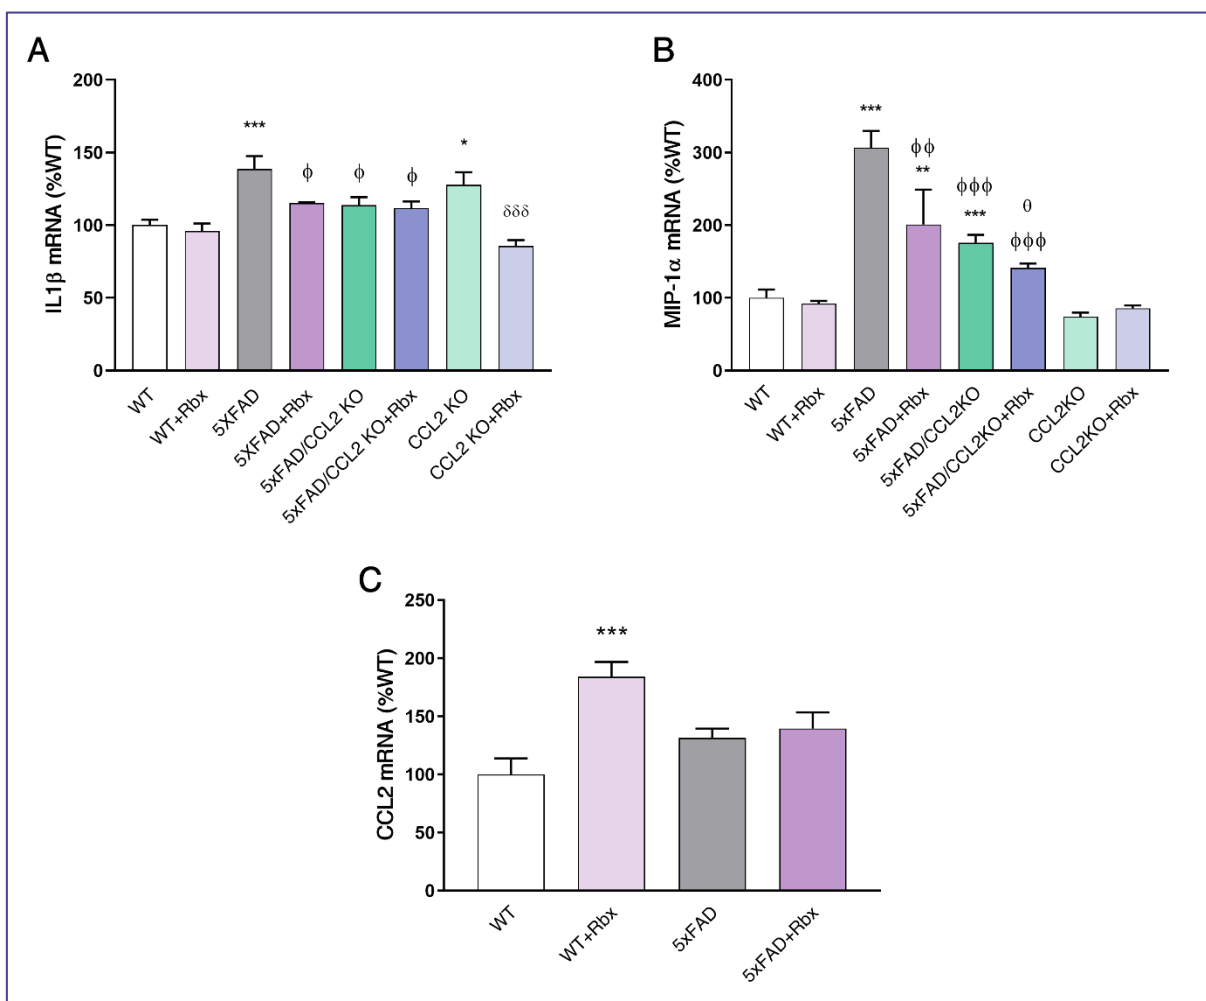 A
IL1β mRNA (%WT)
200
150
100
50
0
***
ϕ
ϕ
ϕ
*
δδδ
WT
WT+Rbx
5XFAD
5XFAD+Rbx
5xFAD/CCL2 KO
5xFAD/CCL2 KO+Rbx
CCL2 KO
CCL2 KO+Rbx
B
MIP-1α mRNA (%WT)
400
300
200
100
0
***
ϕϕ
**
ϕϕϕ
***
θ
ϕϕϕ
WT
WT+Rbx
5xFAD
5xFAD+Rbx
5xFAD/CCL2KO
5xFAD/CCL2KO+Rbx
CCL2KO
CCL2KO+Rbx
C
CCL2 mRNA (%WT)
250
200
150
100
50
0
***
WT
WT+Rbx
5xFAD
5xFAD+Rbx